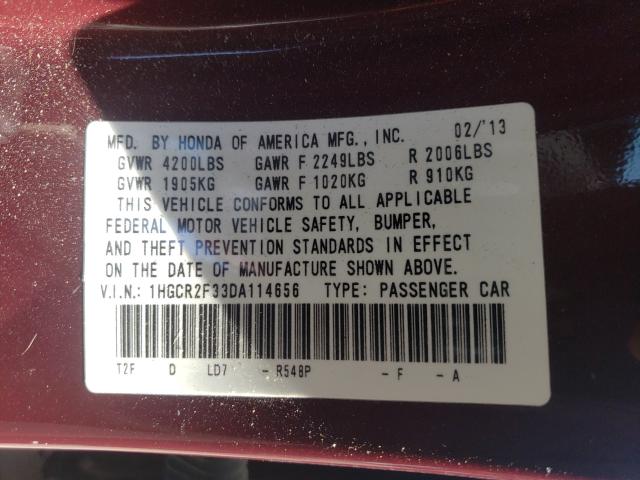 MFD. BY HONDA OF AMERICA MFG., INC. 02/'13
GVWR 4200LBS GAWR F 2249LBS R 2006LBS
GVWR 1905KG GAWR F 1020KG R 910KG
THIS VEHICLE CONFORMS TO ALL APPLICABLE
FEDERAL MOTOR VEHICLE SAFETY, BUMPER,
AND THEFT PREVENTION STANDARDS IN EFFECT
ON THE DATE OF MANUFACTURE SHOWN ABOVE.
V.I.N.: 1HGCR2F33DA114656 TYPE: PASSENGER CAR
T2F D LD7 - R548P - F - A